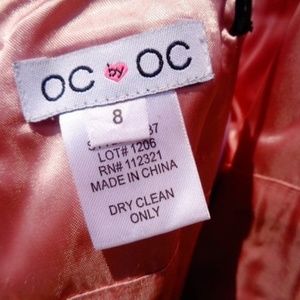 OC by OC
8
LOT# 1206
RN# 112321
MADE IN CHINA
DRY CLEAN
ONLY